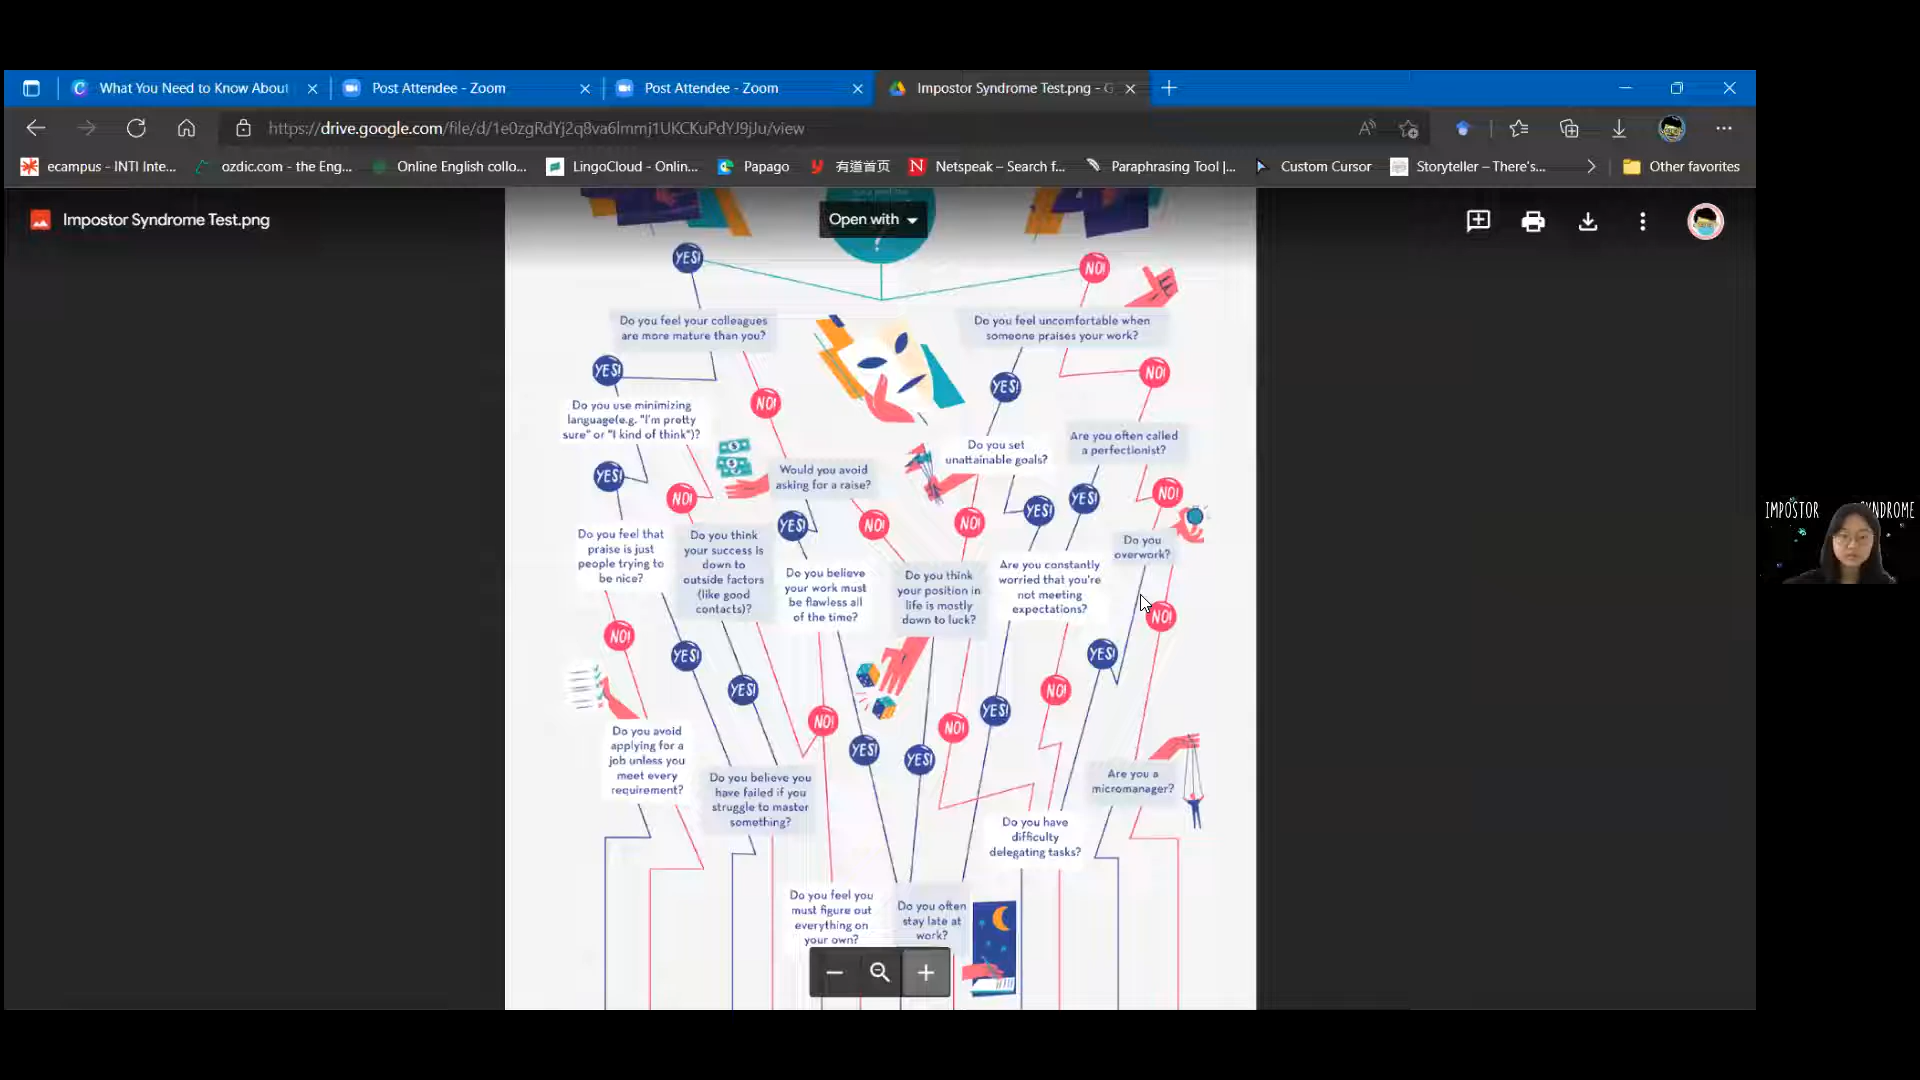 What You Need to Know About
Post Attendee - Zoom
Post Attendee - Zoom
Impostor Syndrome Test.png - G
https://drive.google.com/file/d/1e0zgRdYj2q8va6lmmj1UKCKuPdYJ9jJu/view
ecampus - INTI Inte...
ozdic.com - the Eng...
Online English collo...
LingoCloud - Onlin...
Papago
有道首页
Netspeak – Search f...
Paraphrasing Tool |...
Custom Cursor
Storyteller – There's...
Other favorites
Impostor Syndrome Test.png
Open with
?
YES!
NO!
Do you feel your colleagues
are more mature than you?
Do you feel uncomfortable when
someone praises your work?
YES!
NO!
YES!
NO!
Do you use minimizing
language(e.g. "I'm pretty
sure" or "I kind of think")?
Would you avoid
asking for a raise?
Do you set
unattainable goals?
Are you often called
a perfectionist?
YES!
NO!
YES!
NO!
NO!
YES!
YES!
NO!
Do you feel that
praise is just
people trying to
be nice?
Do you think
your success is
down to
outside factors
(like good
contacts)?
Do you believe
your work must
be flawless all
of the time?
Do you think
your position in
life is mostly
down to luck?
Are you constantly
worried that you're
not meeting
expectations?
Do you
overwork?
NO!
YES!
YES!
NO!
YES!
YES!
NO!
YES!
NO!
YES!
NO!
Do you avoid
applying for a
job unless you
meet every
requirement?
Do you believe you
have failed if you
struggle to master
something?
Do you have
difficulty
delegating tasks?
Are you a
micromanager?
Do you feel you
must figure out
everything on
your own?
Do you often
stay late at
work?
IMPOSTOR